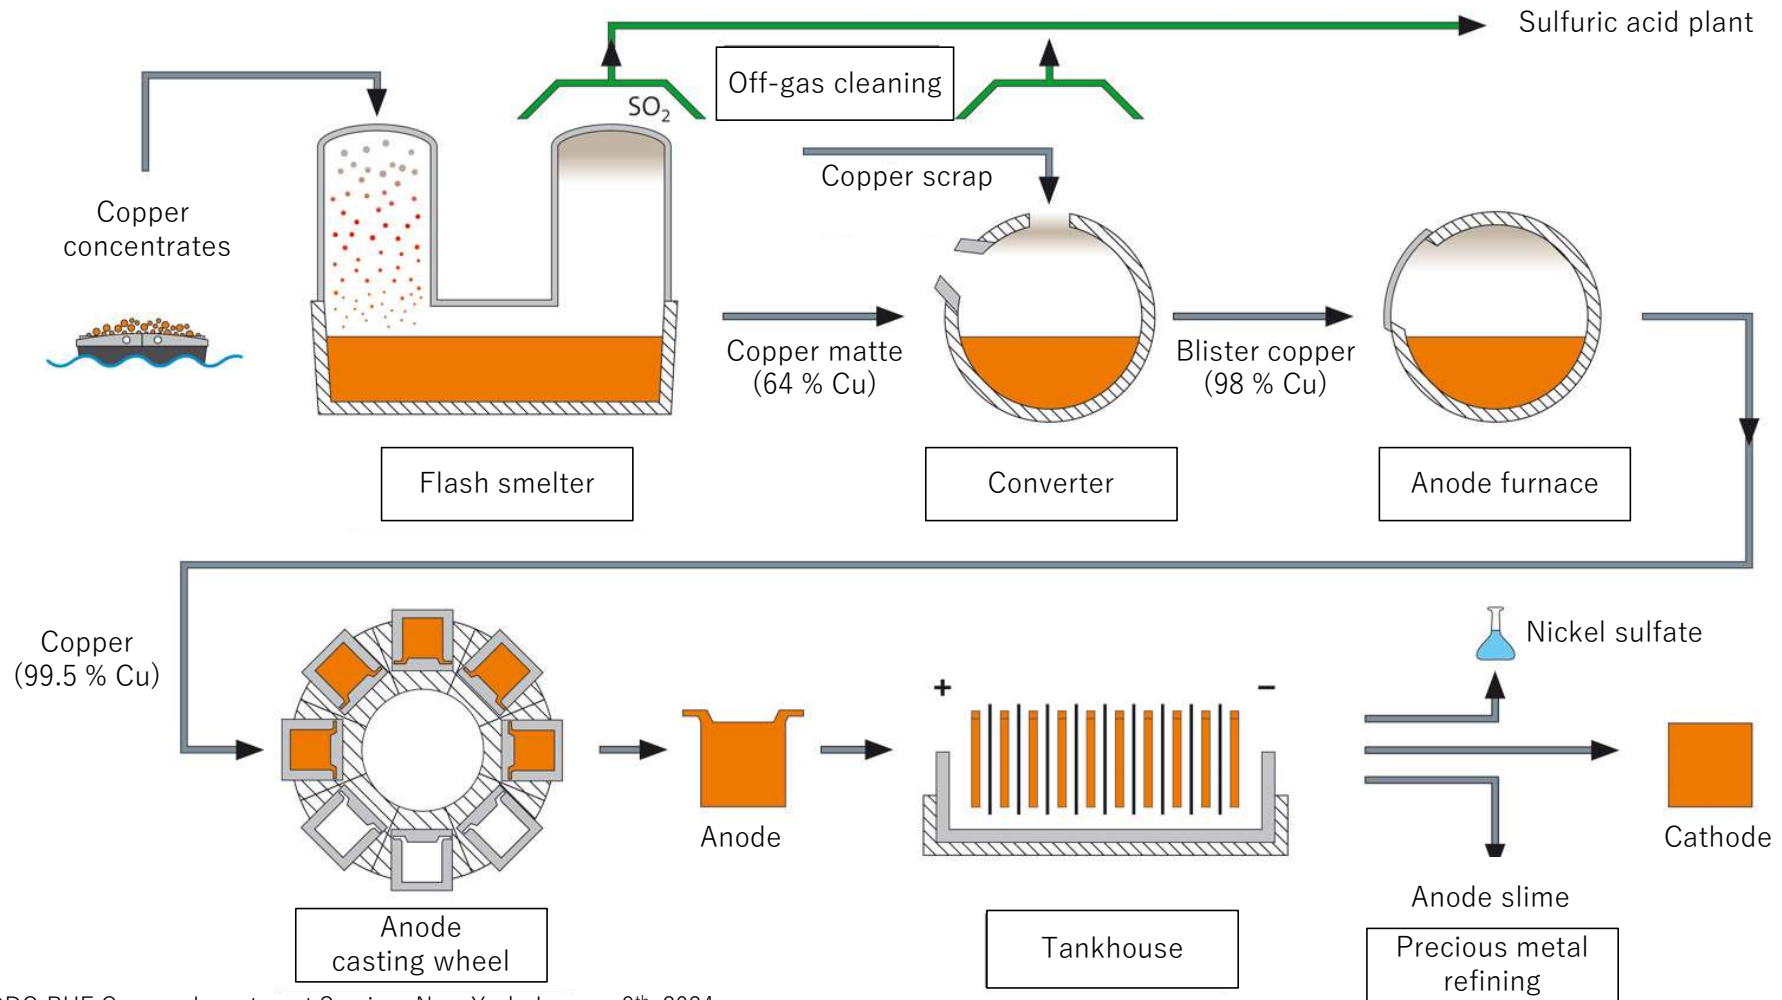 Sulfuric acid plant
Off-gas cleaning
SO₂
Copper scrap
Copper
concentrates
Copper matte
(64 % Cu)
Blister copper
(98 % Cu)
Flash smelter
Converter
Anode furnace
Copper
(99.5 % Cu)
Nickel sulfate
+
−
Anode
Cathode
Anode slime
Anode
casting wheel
Tankhouse
Precious metal
refining